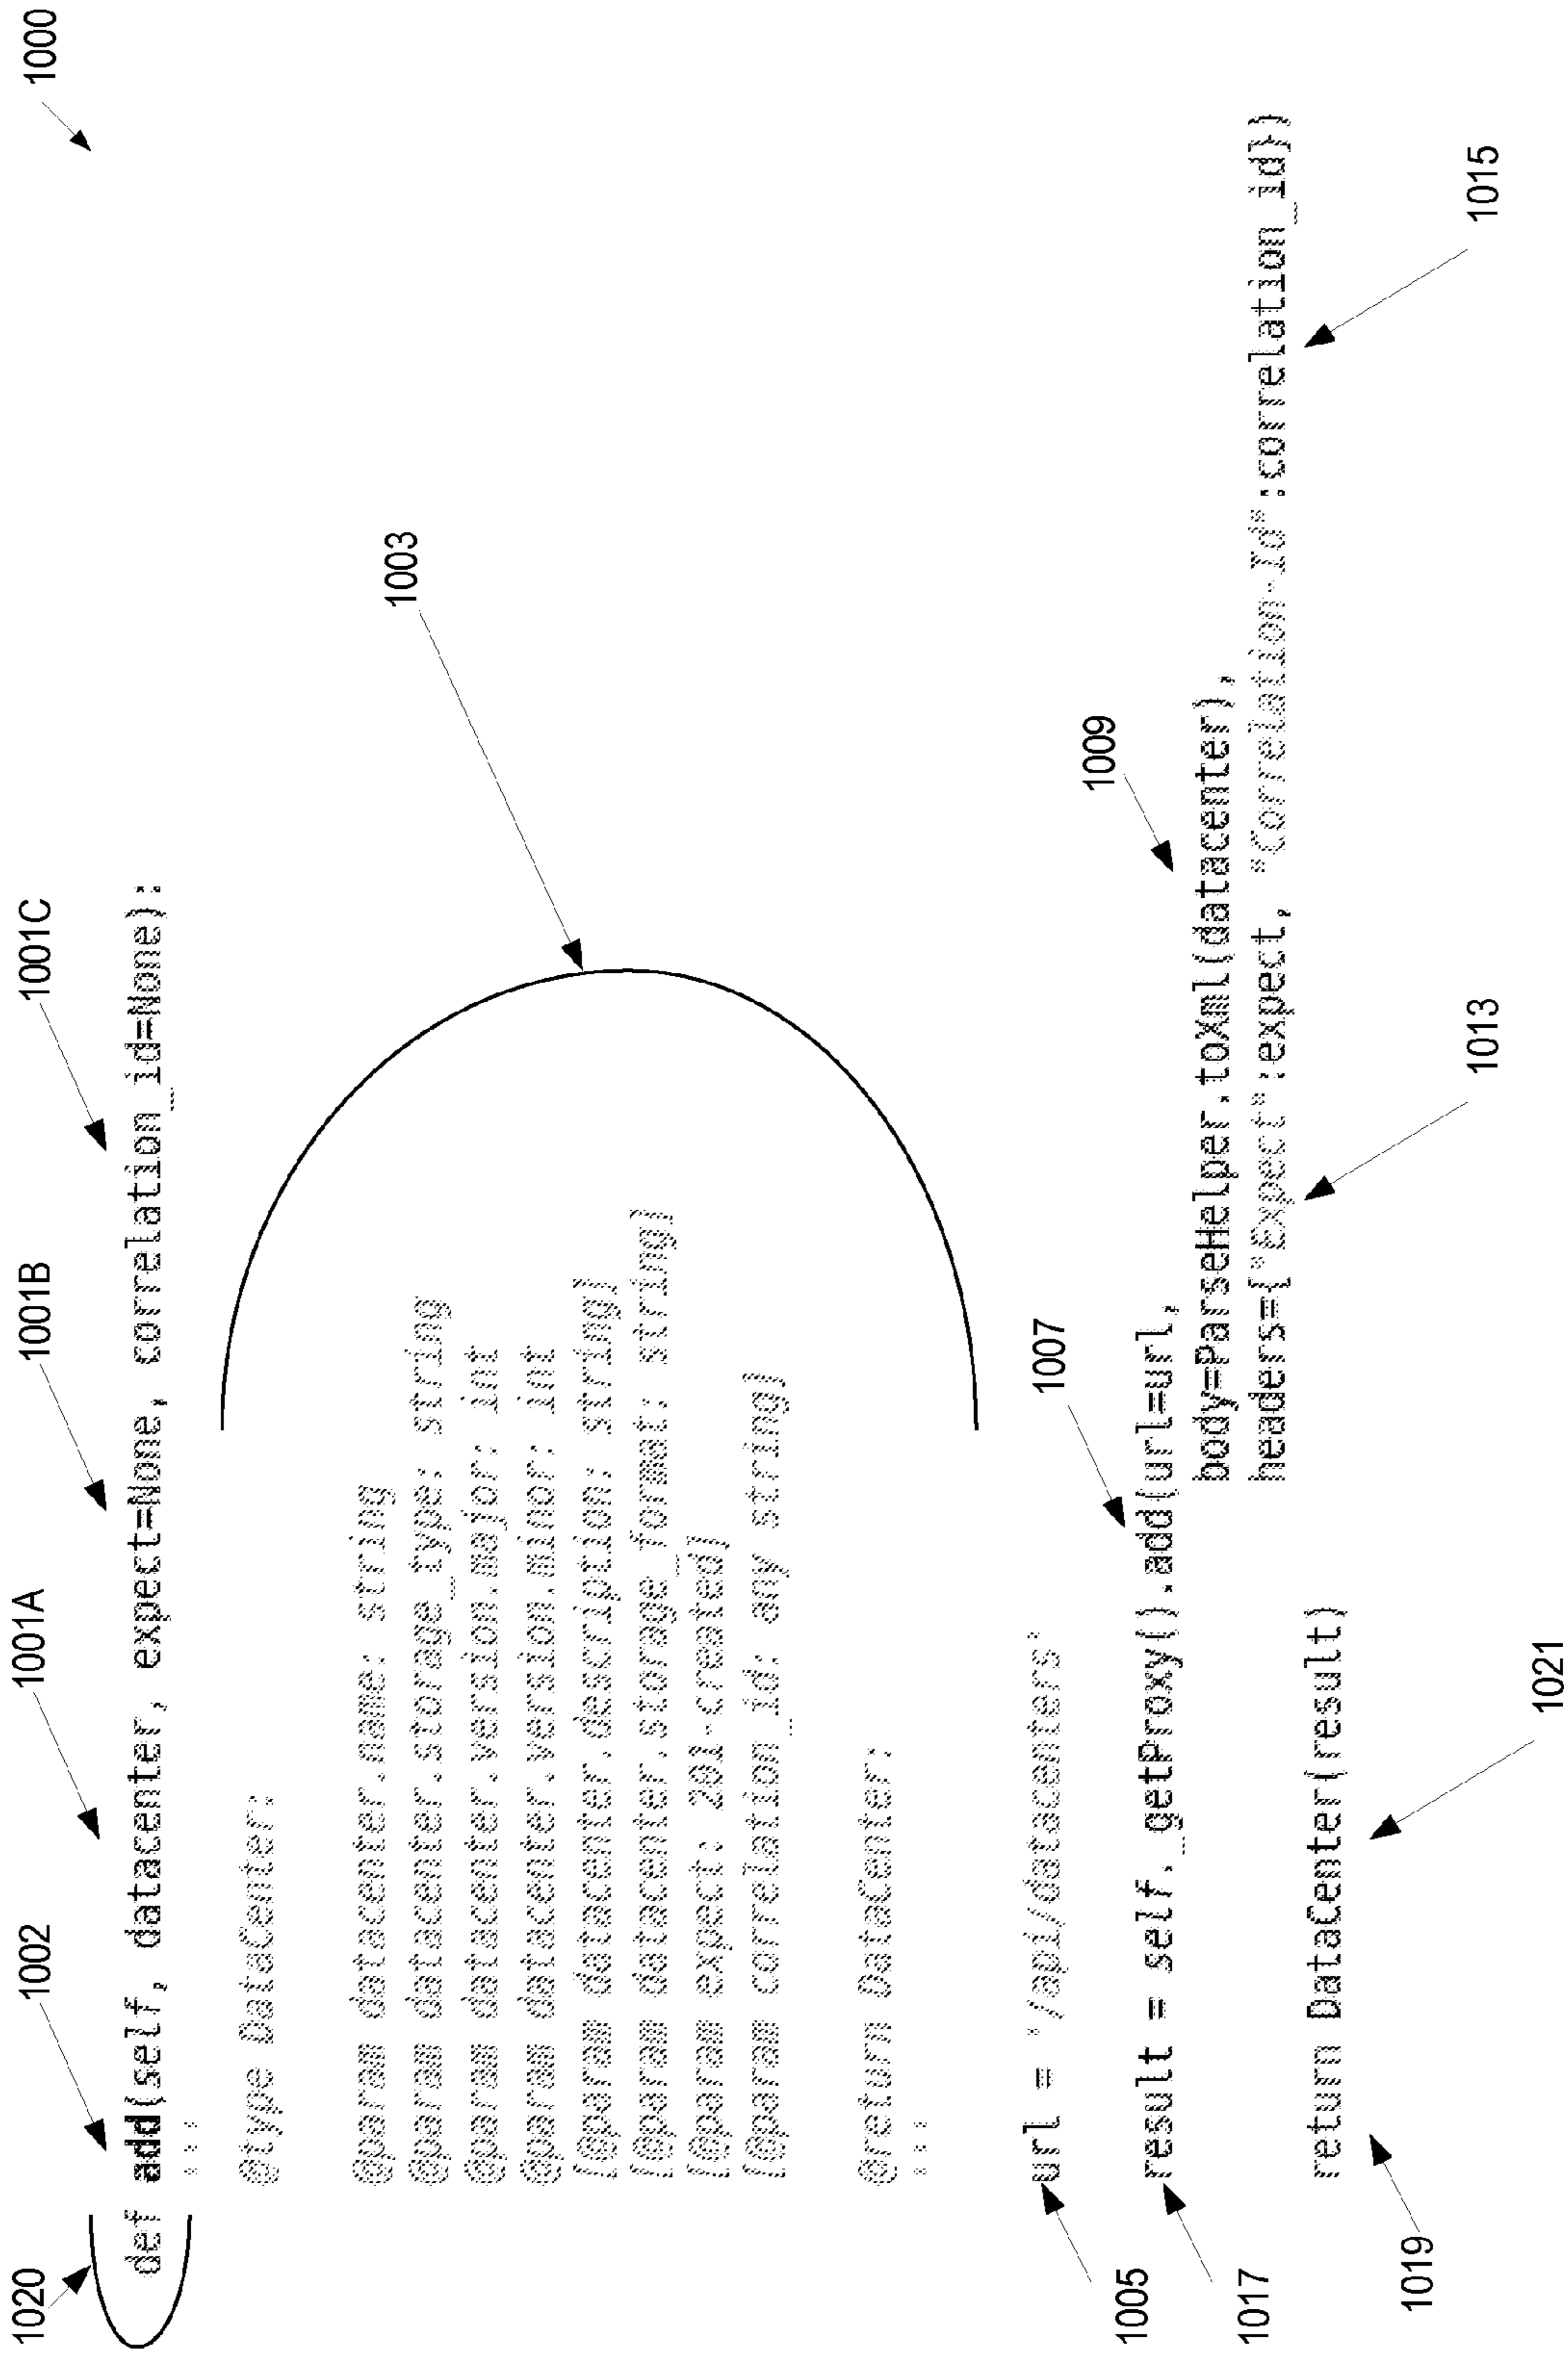 1000
1020 1002 1001A 1001B 1001C
def add(self, datacenter, expect=None, correlation_id=None):
'''
@type DataCenter:
@param datacenter.name: string
@param datacenter.storage_type: string
@param datacenter.version.major: int
@param datacenter.version.minor: int
[@param datacenter.description: string]
[@param datacenter.storage_format: string]
[@param expect: 201-created]
[@param correlation_id: any string]
1003
@return DataCenter:
'''
url = '/api/datacenters'
1005 1007 1009
result = self._getProxy().add(url=url,
body=ParseHelper.toXml(datacenter),
headers={"Expect":expect, "Correlation-Id":correlation_id})
1017
return DataCenter(result)
1019 1021 1013 1015